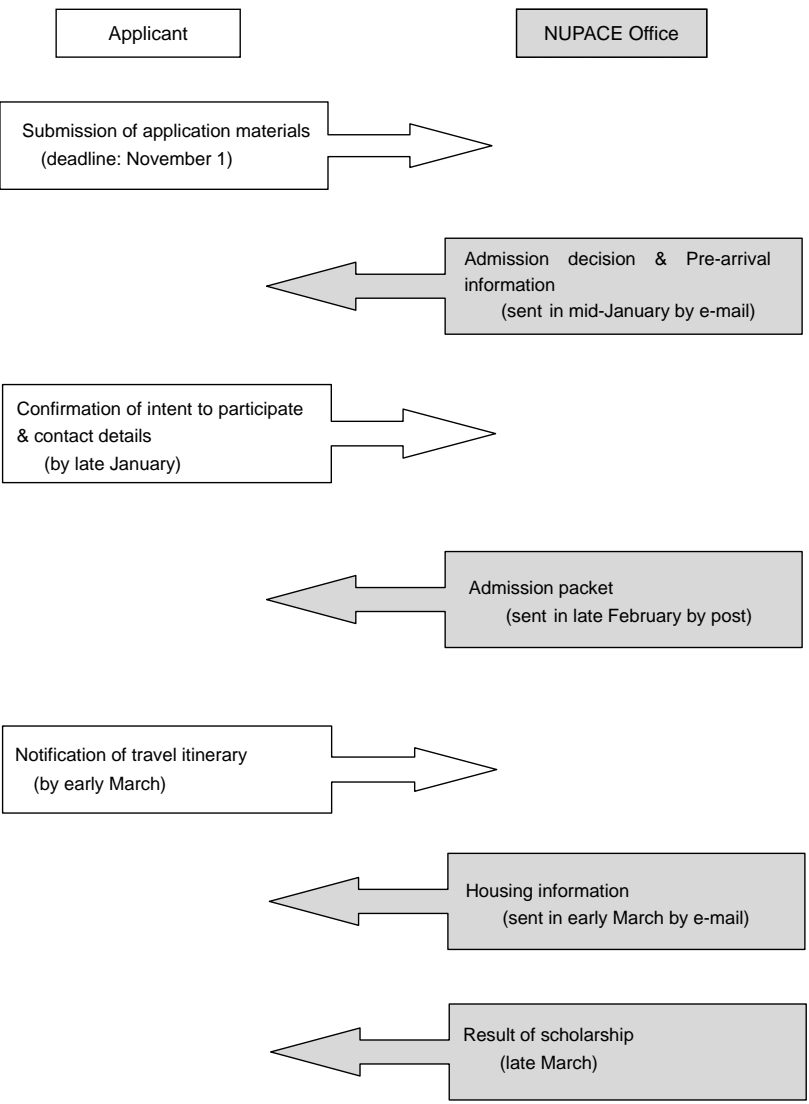 Applicant
NUPACE Office
Submission of application materials
(deadline: November 1)
Admission decision & Pre-arrival
information
(sent in mid-January by e-mail)
Confirmation of intent to participate
& contact details
(by late January)
Admission packet
(sent in late February by post)
Notification of travel itinerary
(by early March)
Housing information
(sent in early March by e-mail)
Result of scholarship
(late March)